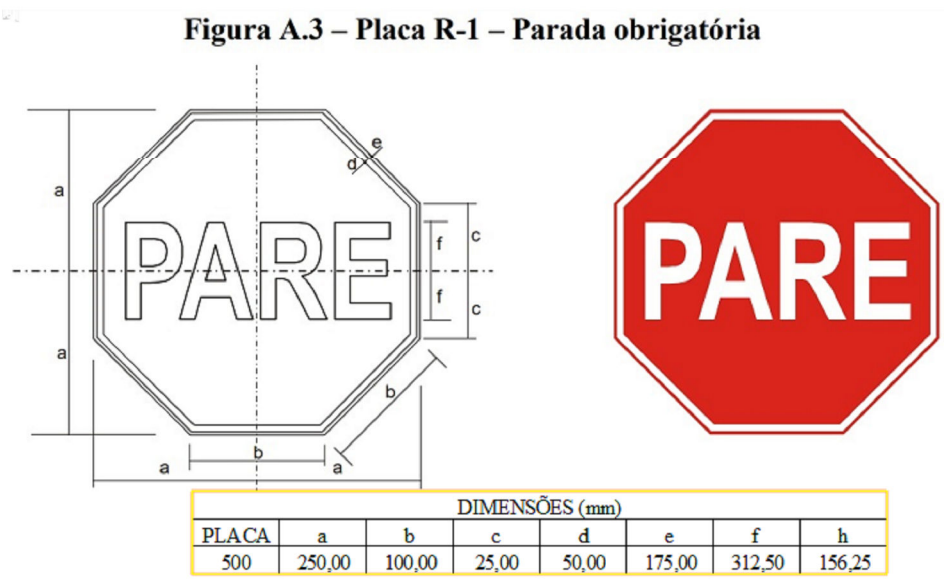 Figura A.3 – Placa R-1 – Parada obrigatória
e
d
a
c
f
PARE
PARE
f
c
a
b
b
a
a
DIMENSÕES (mm)
PLACA a b c d e f h
500 250,00 100,00 25,00 50,00 175,00 312,50 156,25